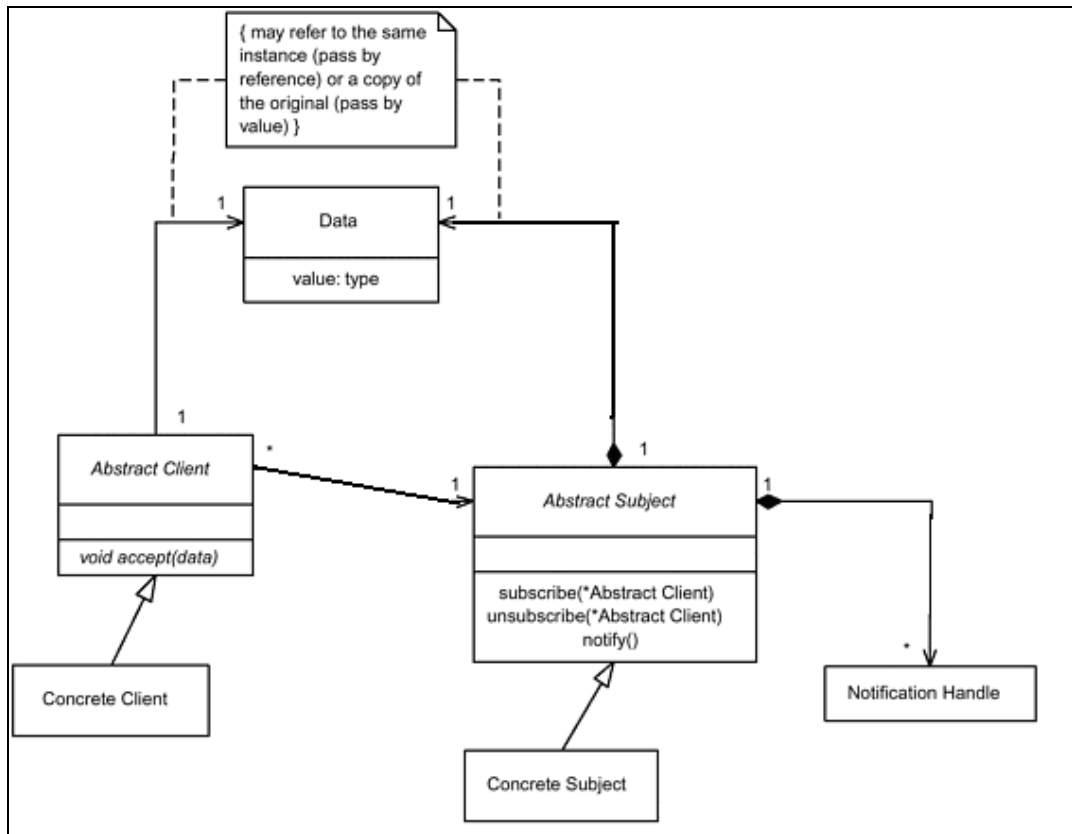 { may refer to the same
instance (pass by
reference) or a copy of
the original (pass by
value) }
1
1
Data
value: type
1
1
*
1
1
Abstract Client
Abstract Subject
void accept(data)
subscribe(*Abstract Client)
unsubscribe(*Abstract Client)
notify()
*
Concrete Client
Notification Handle
Concrete Subject